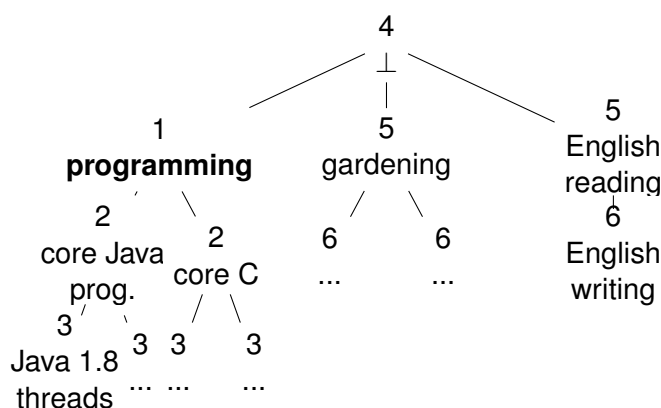 4
⊥
1
programming
5
gardening
5
English
reading
2
core Java
prog.
2
core C
6
...
6
...
6
English
writing
3
Java 1.8
threads
3
...
3
...
3
...